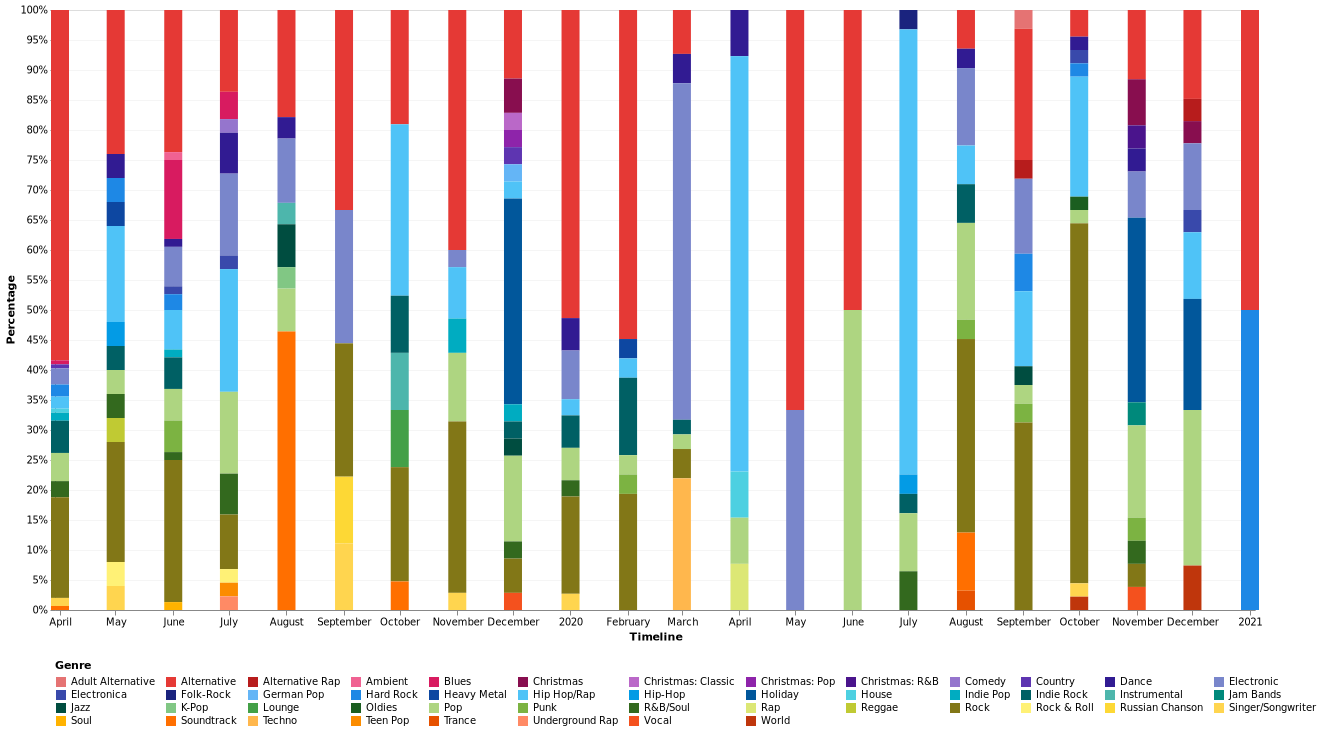 100%
95%
90%
85%
80%
75%
70%
65%
60%
55%
50%
45%
40%
35%
30%
25%
20%
15%
10%
5%
0%
Percentage
April May June July August September October November December 2020 February March April May June July August September October November December 2021
Timeline
Genre
Adult Alternative Alternative Alternative Rap Ambient Blues Christmas Christmas: Classic Christmas: Pop Christmas: R&B Comedy Country Dance Electronic
Electronica Folk-Rock German Pop Hard Rock Heavy Metal Hip Hop/Rap Hip-Hop Holiday House Indie Pop Indie Rock Instrumental Jam Bands
Jazz K-Pop Lounge Oldies Pop Punk R&B/Soul Rap Reggae Rock Rock & Roll Russian Chanson Singer/Songwriter
Soul Soundtrack Techno Teen Pop Trance Underground Rap Vocal World